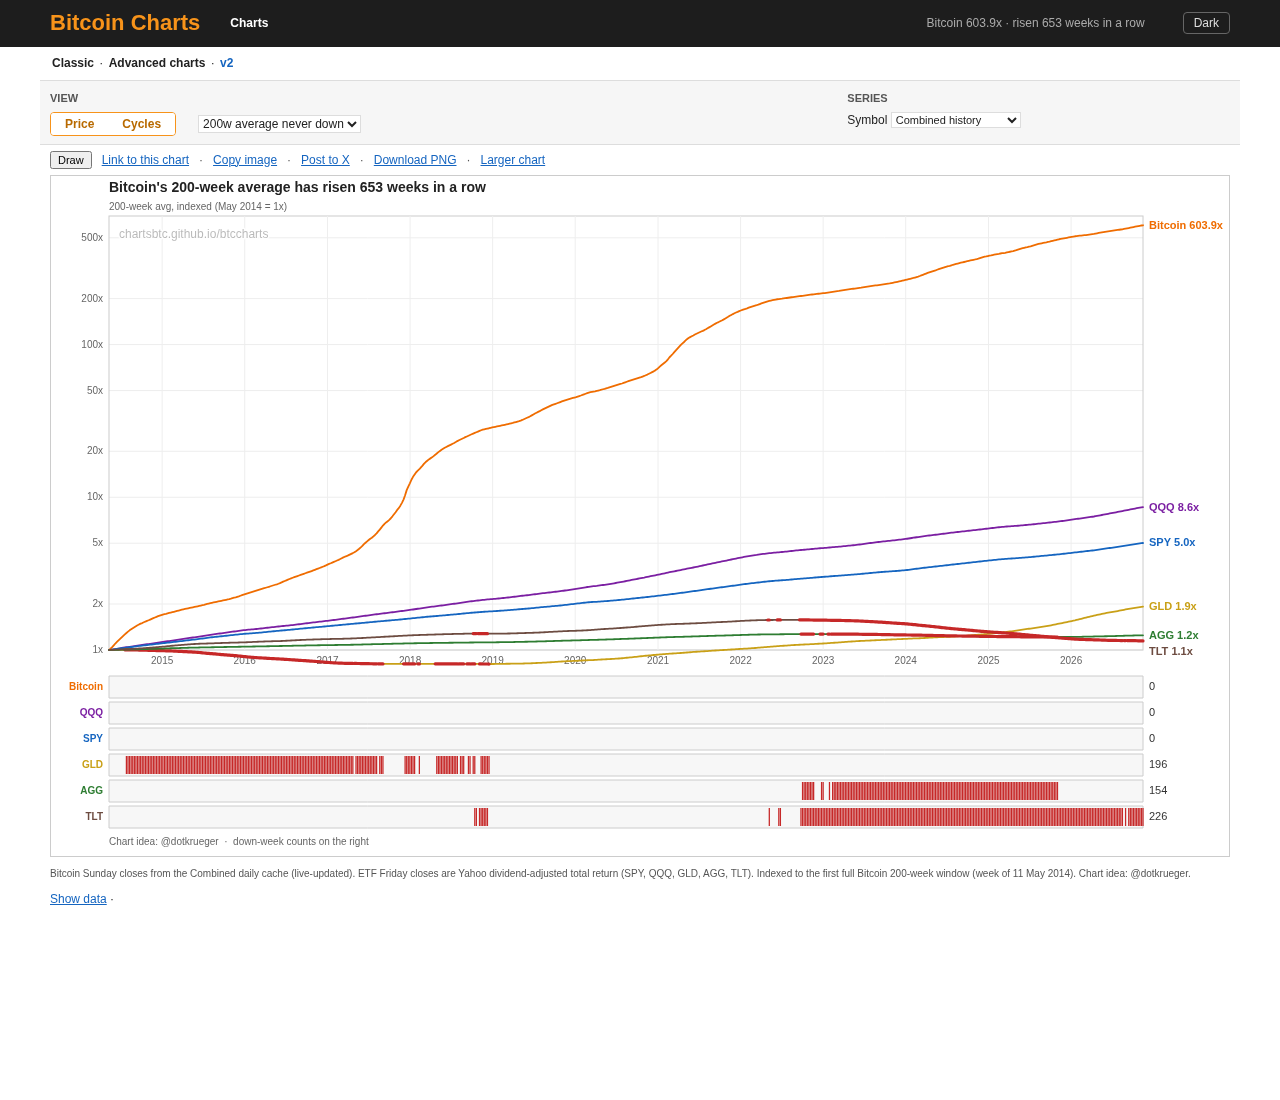 Bitcoin Charts Charts Bitcoin 603.9x · risen 653 weeks in a row Dark
Classic · Advanced charts · v2
VIEW SERIES
Price Cycles 200w average never down Symbol Combined history
Draw Link to this chart · Copy image · Post to X · Download PNG · Larger chart
Bitcoin's 200-week average has risen 653 weeks in a row
200-week avg, indexed (May 2014 = 1x)
chartsbtc.github.io/btccharts
Bitcoin 603.9x
500x
200x
100x
50x
20x
10x
QQQ 8.6x
5x
SPY 5.0x
2x
GLD 1.9x
AGG 1.2x
1x
TLT 1.1x
2015 2016 2017 2018 2019 2020 2021 2022 2023 2024 2025 2026
Bitcoin 0
QQQ 0
SPY 0
GLD 196
AGG 154
TLT 226
Chart idea: @dotkrueger · down-week counts on the right
Bitcoin Sunday closes from the Combined daily cache (live-updated). ETF Friday closes are Yahoo dividend-adjusted total return (SPY, QQQ, GLD, AGG, TLT). Indexed to the first full Bitcoin 200-week window (week of 11 May 2014). Chart idea: @dotkrueger.
Show data ·